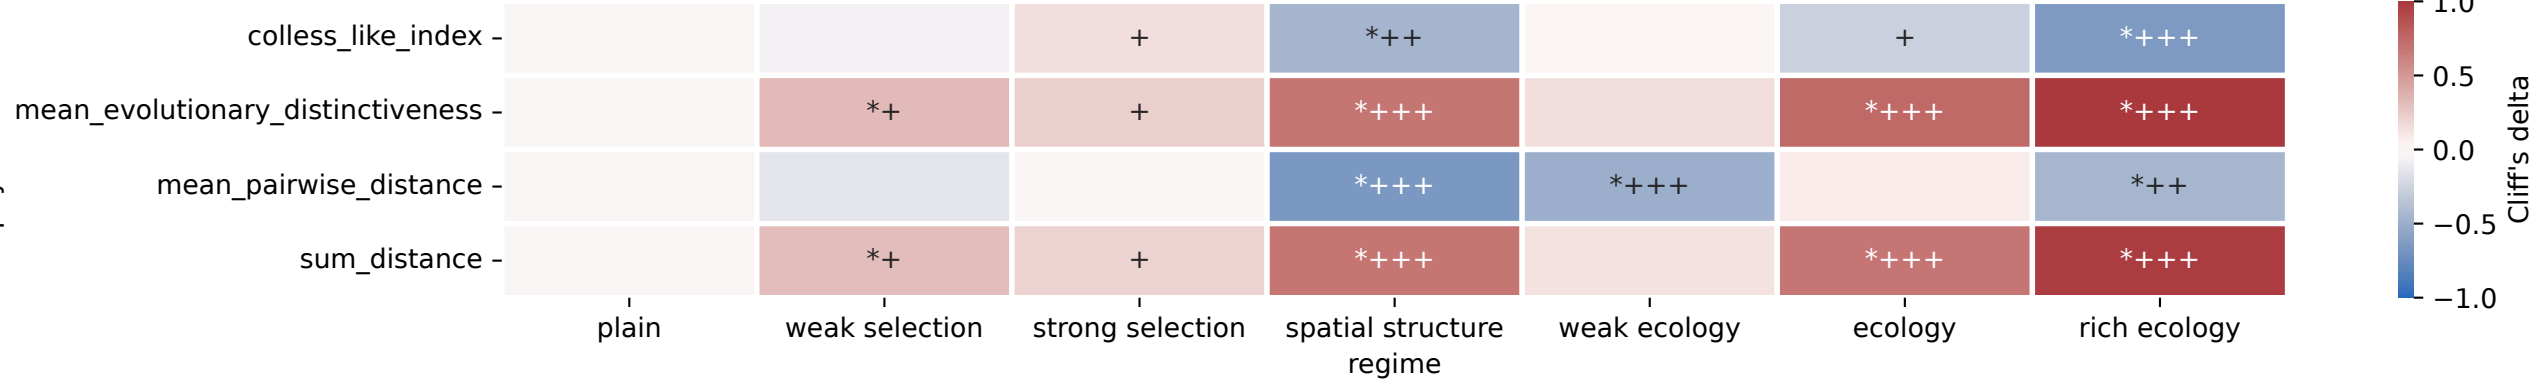 colless_like_index + *++ + *+++
mean_evolutionary_distinctiveness *+ + *+++ *+++ *+++
mean_pairwise_distance *+++ *+++ *++
sum_distance *+ + *+++ *+++ *+++
plain weak selection strong selection spatial structure weak ecology ecology rich ecology
regime
1.0
0.5
0.0
−0.5
−1.0
Cliff's delta